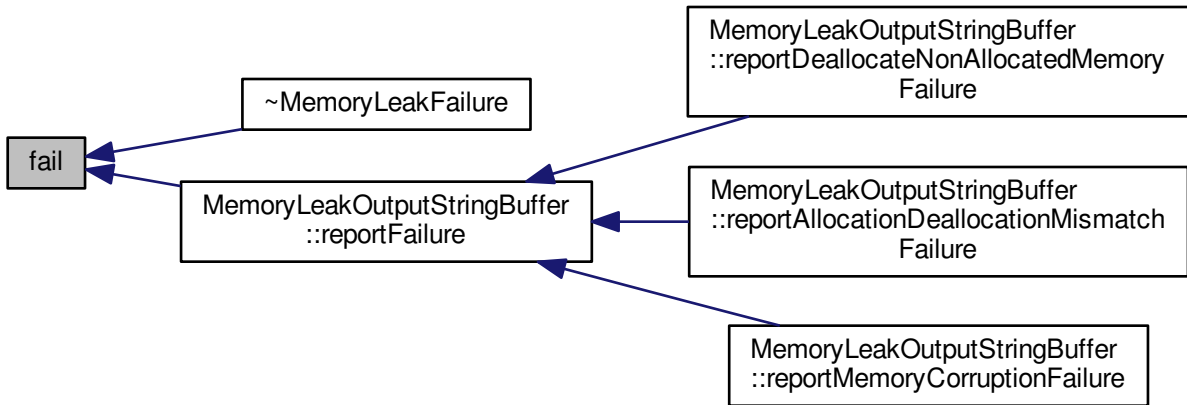 MemoryLeakOutputStringBuffer
::reportDeallocateNonAllocatedMemory
Failure
~MemoryLeakFailure
fail
MemoryLeakOutputStringBuffer
::reportFailure
MemoryLeakOutputStringBuffer
::reportAllocationDeallocationMismatch
Failure
MemoryLeakOutputStringBuffer
::reportMemoryCorruptionFailure